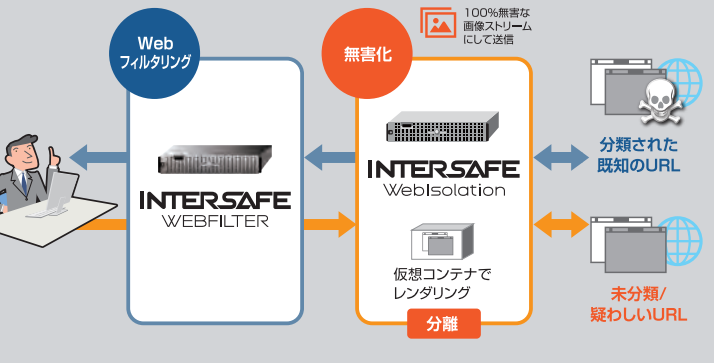 Web
フィルタリング
無害化
100%無害な
画像ストリーム
にして送信
INTERSAFE
WEBFILTER
INTERSAFE
WebIsolation
仮想コンテナで
レンダリング
分離
分類された
既知のURL
未分類/
疑わしいURL